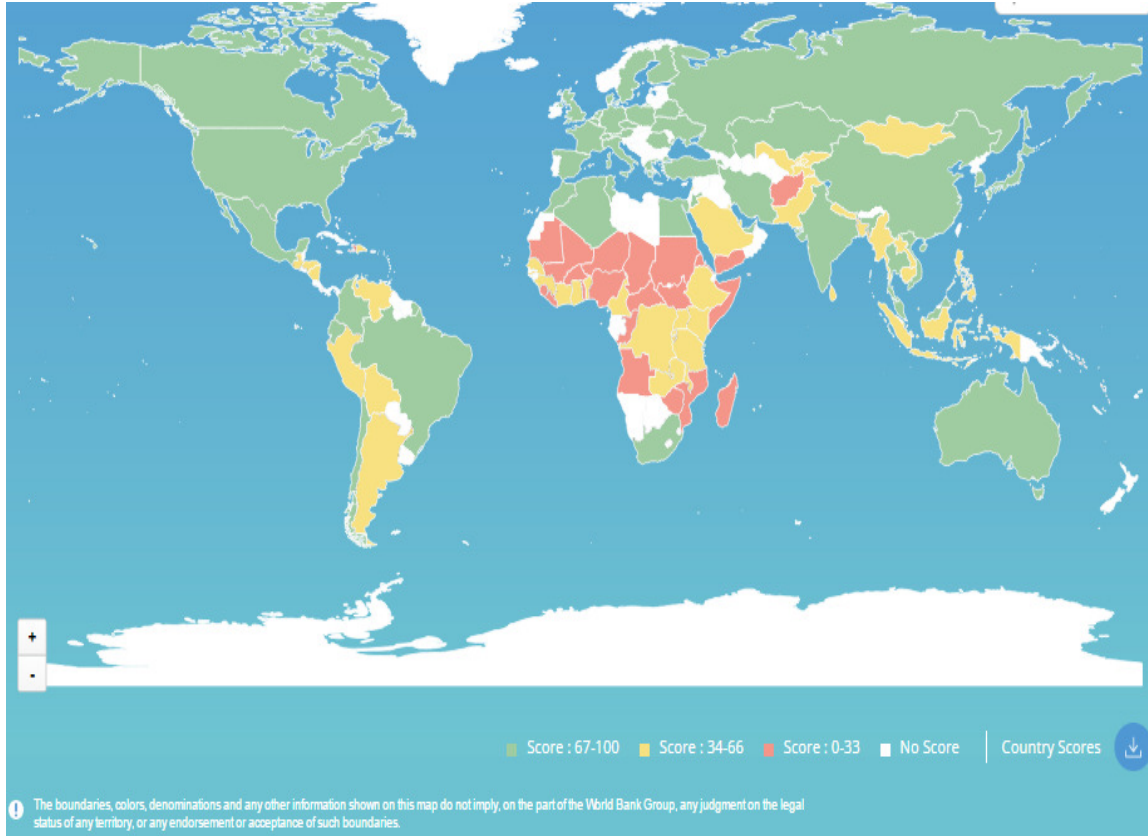 +
-
Score : 67-100 Score : 34-66 Score : 0-33 No Score Country Scores
! The boundaries, colors, denominations and any other information shown on this map do not imply, on the part of the World Bank Group, any judgment on the legal
status of any territory, or any endorsement or acceptance of such boundaries.